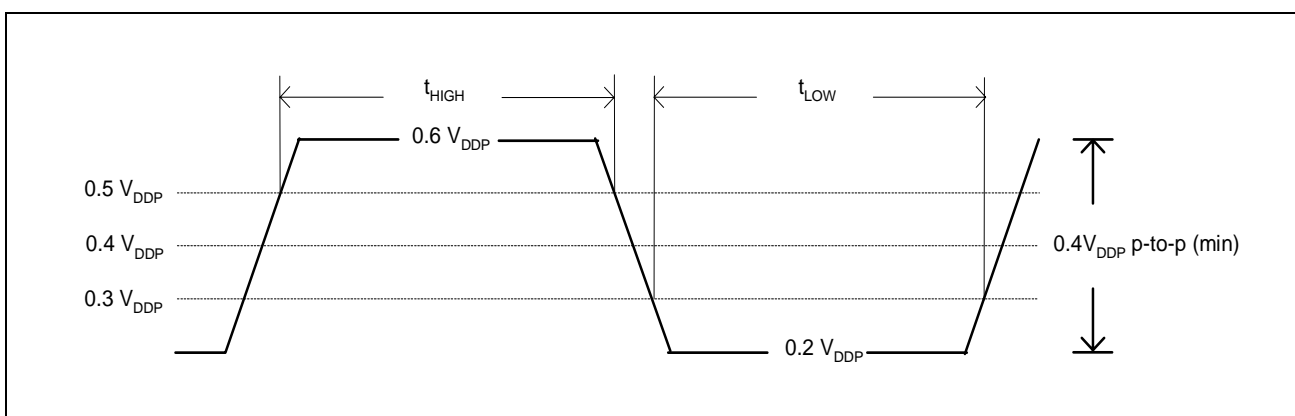 tHIGH
tLOW
0.6 VDDP
0.5 VDDP
0.4 VDDP
0.4VDDP p-to-p (min)
0.3 VDDP
0.2 VDDP